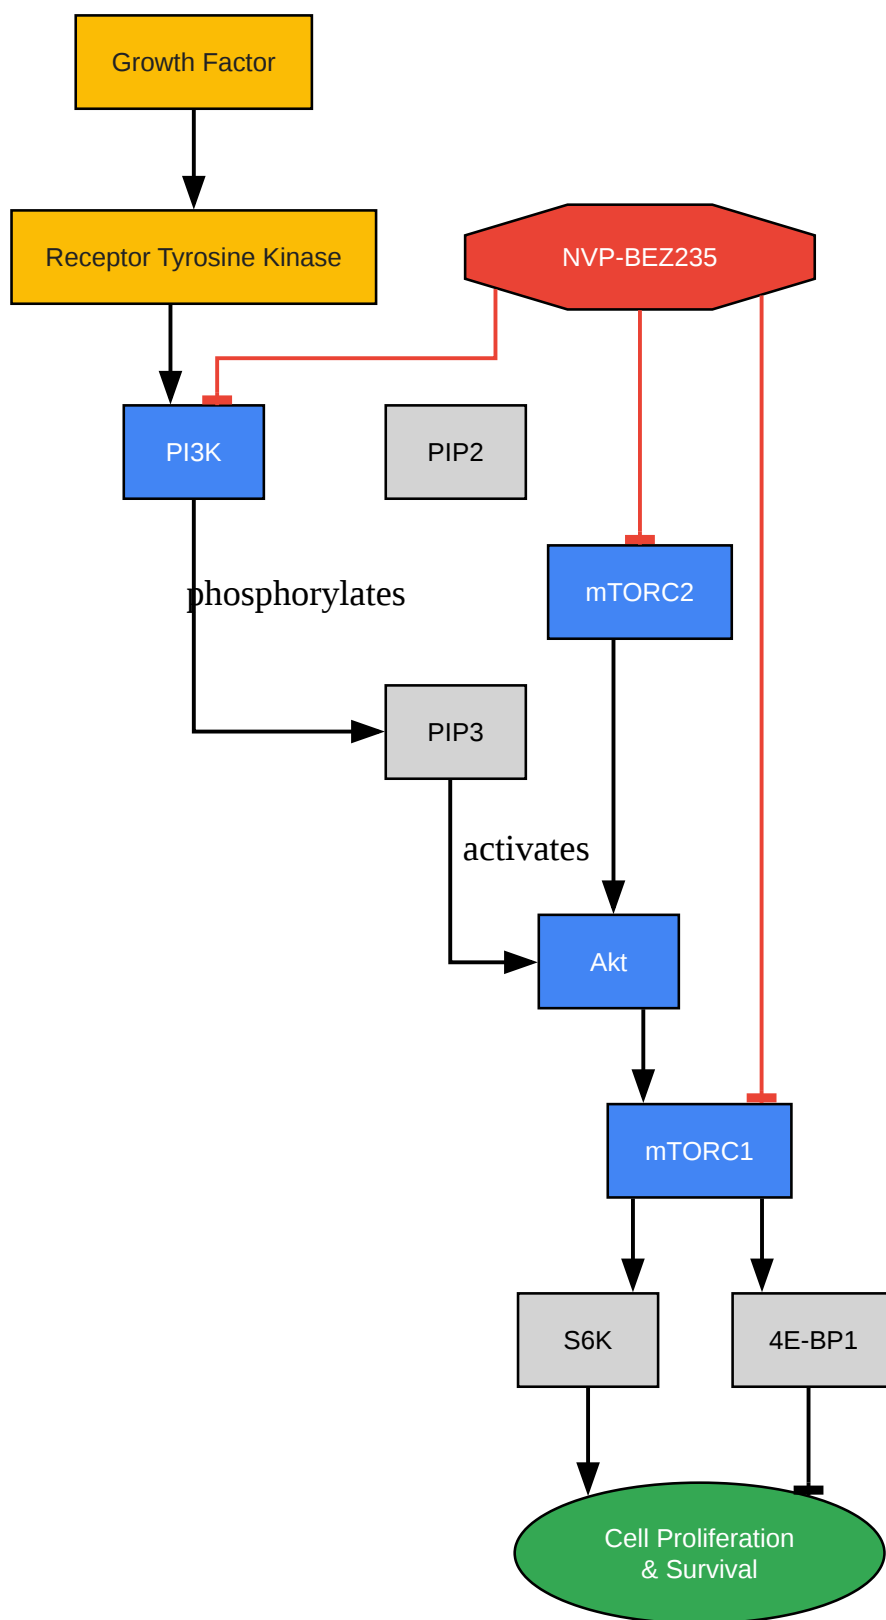 Growth Factor
Receptor Tyrosine Kinase
NVP-BEZ235
PI3K
PIP2
phosphorylates
mTORC2
PIP3
activates
Akt
mTORC1
S6K
4E-BP1
Cell Proliferation
& Survival